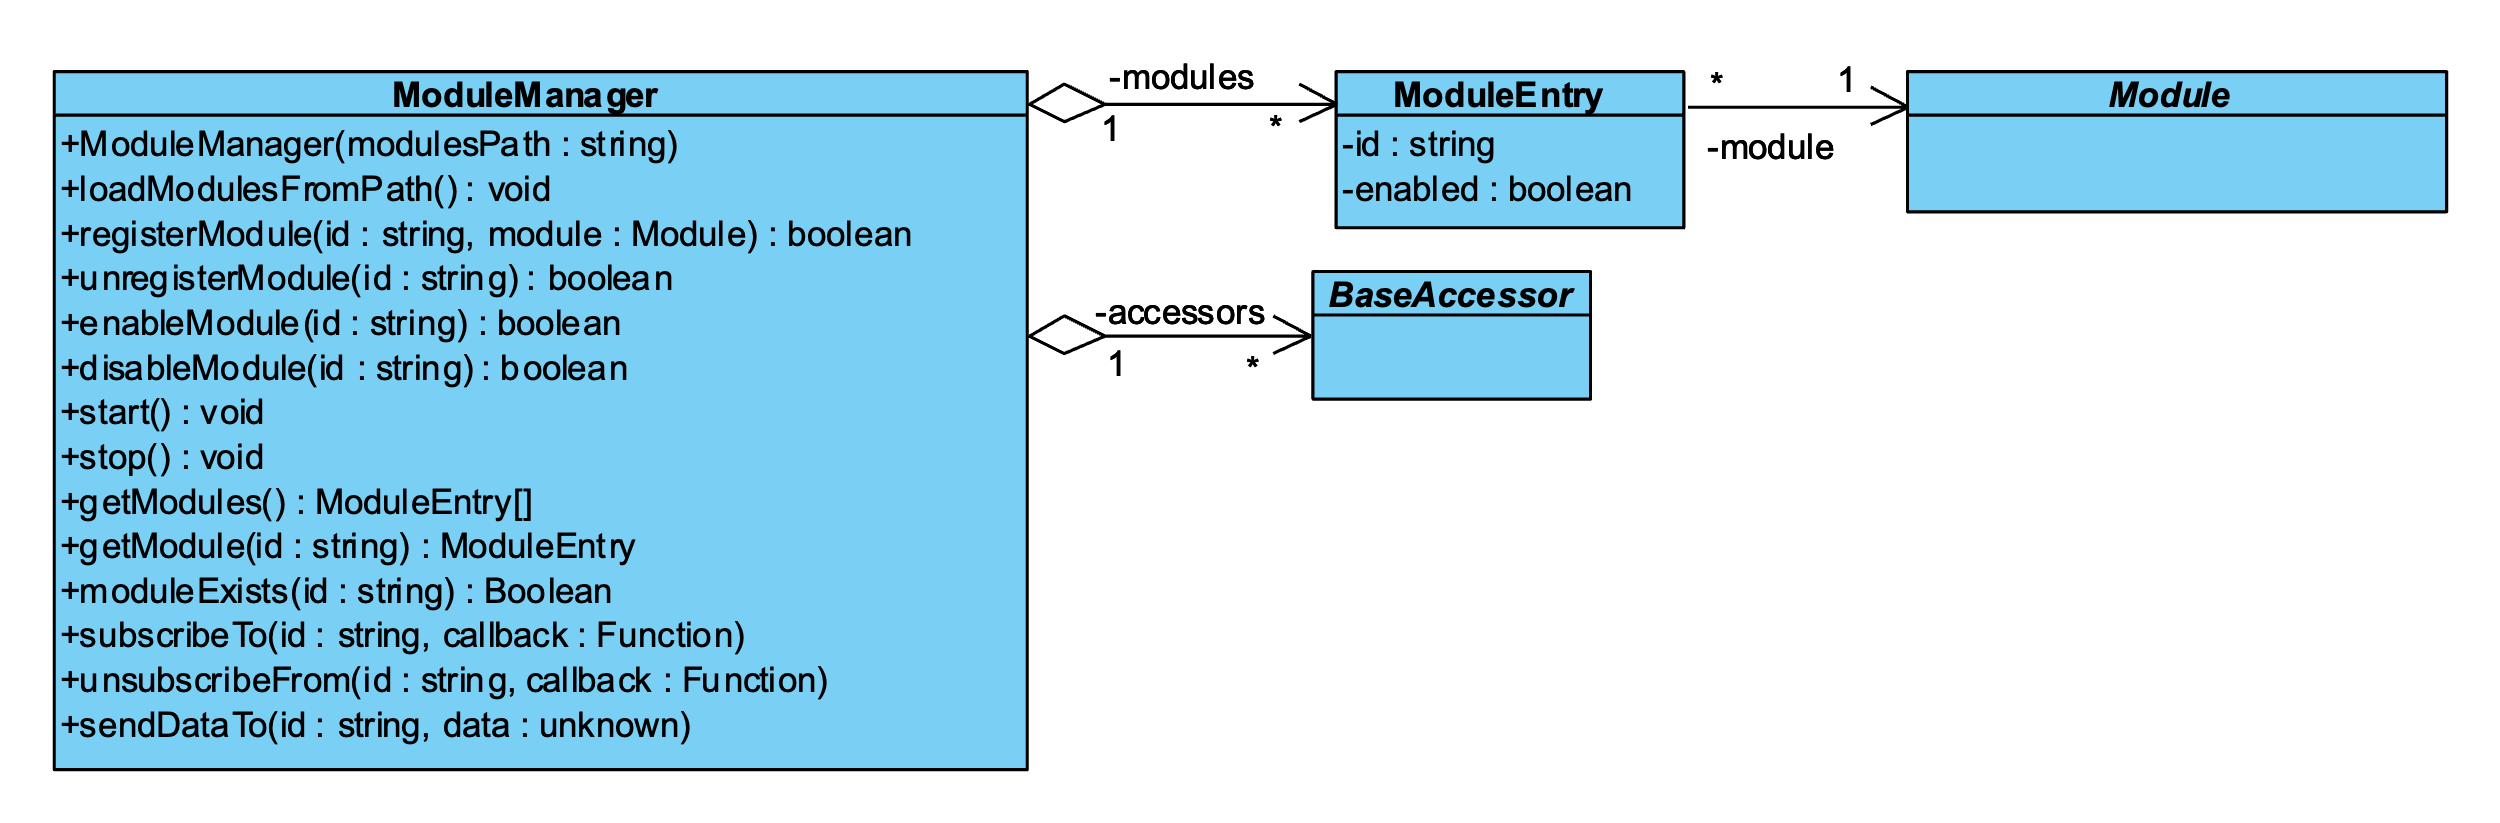 ModuleManager
+ModuleManager(modulesPath : string)
+loadModulesFromPath() : void
+registerModule(id : string, module : Module) : boolean
+unregisterModule(id : string) : boolean
+enableModule(id : string) : boolean
+disableModule(id : string) : boolean
+start() : void
+stop() : void
+getModules() : ModuleEntry[]
+getModule(id : string) : ModuleEntry
+moduleExists(id : string) : Boolean
+subscribeTo(id : string, callback : Function)
+unsubscribeFrom(id : string, callback : Function)
+sendDataTo(id : string, data : unknown)
-modules
1
*
ModuleEntry
-id : string
-enabled : boolean
*
1
-module
Module
-accessors
1
*
BaseAccessor